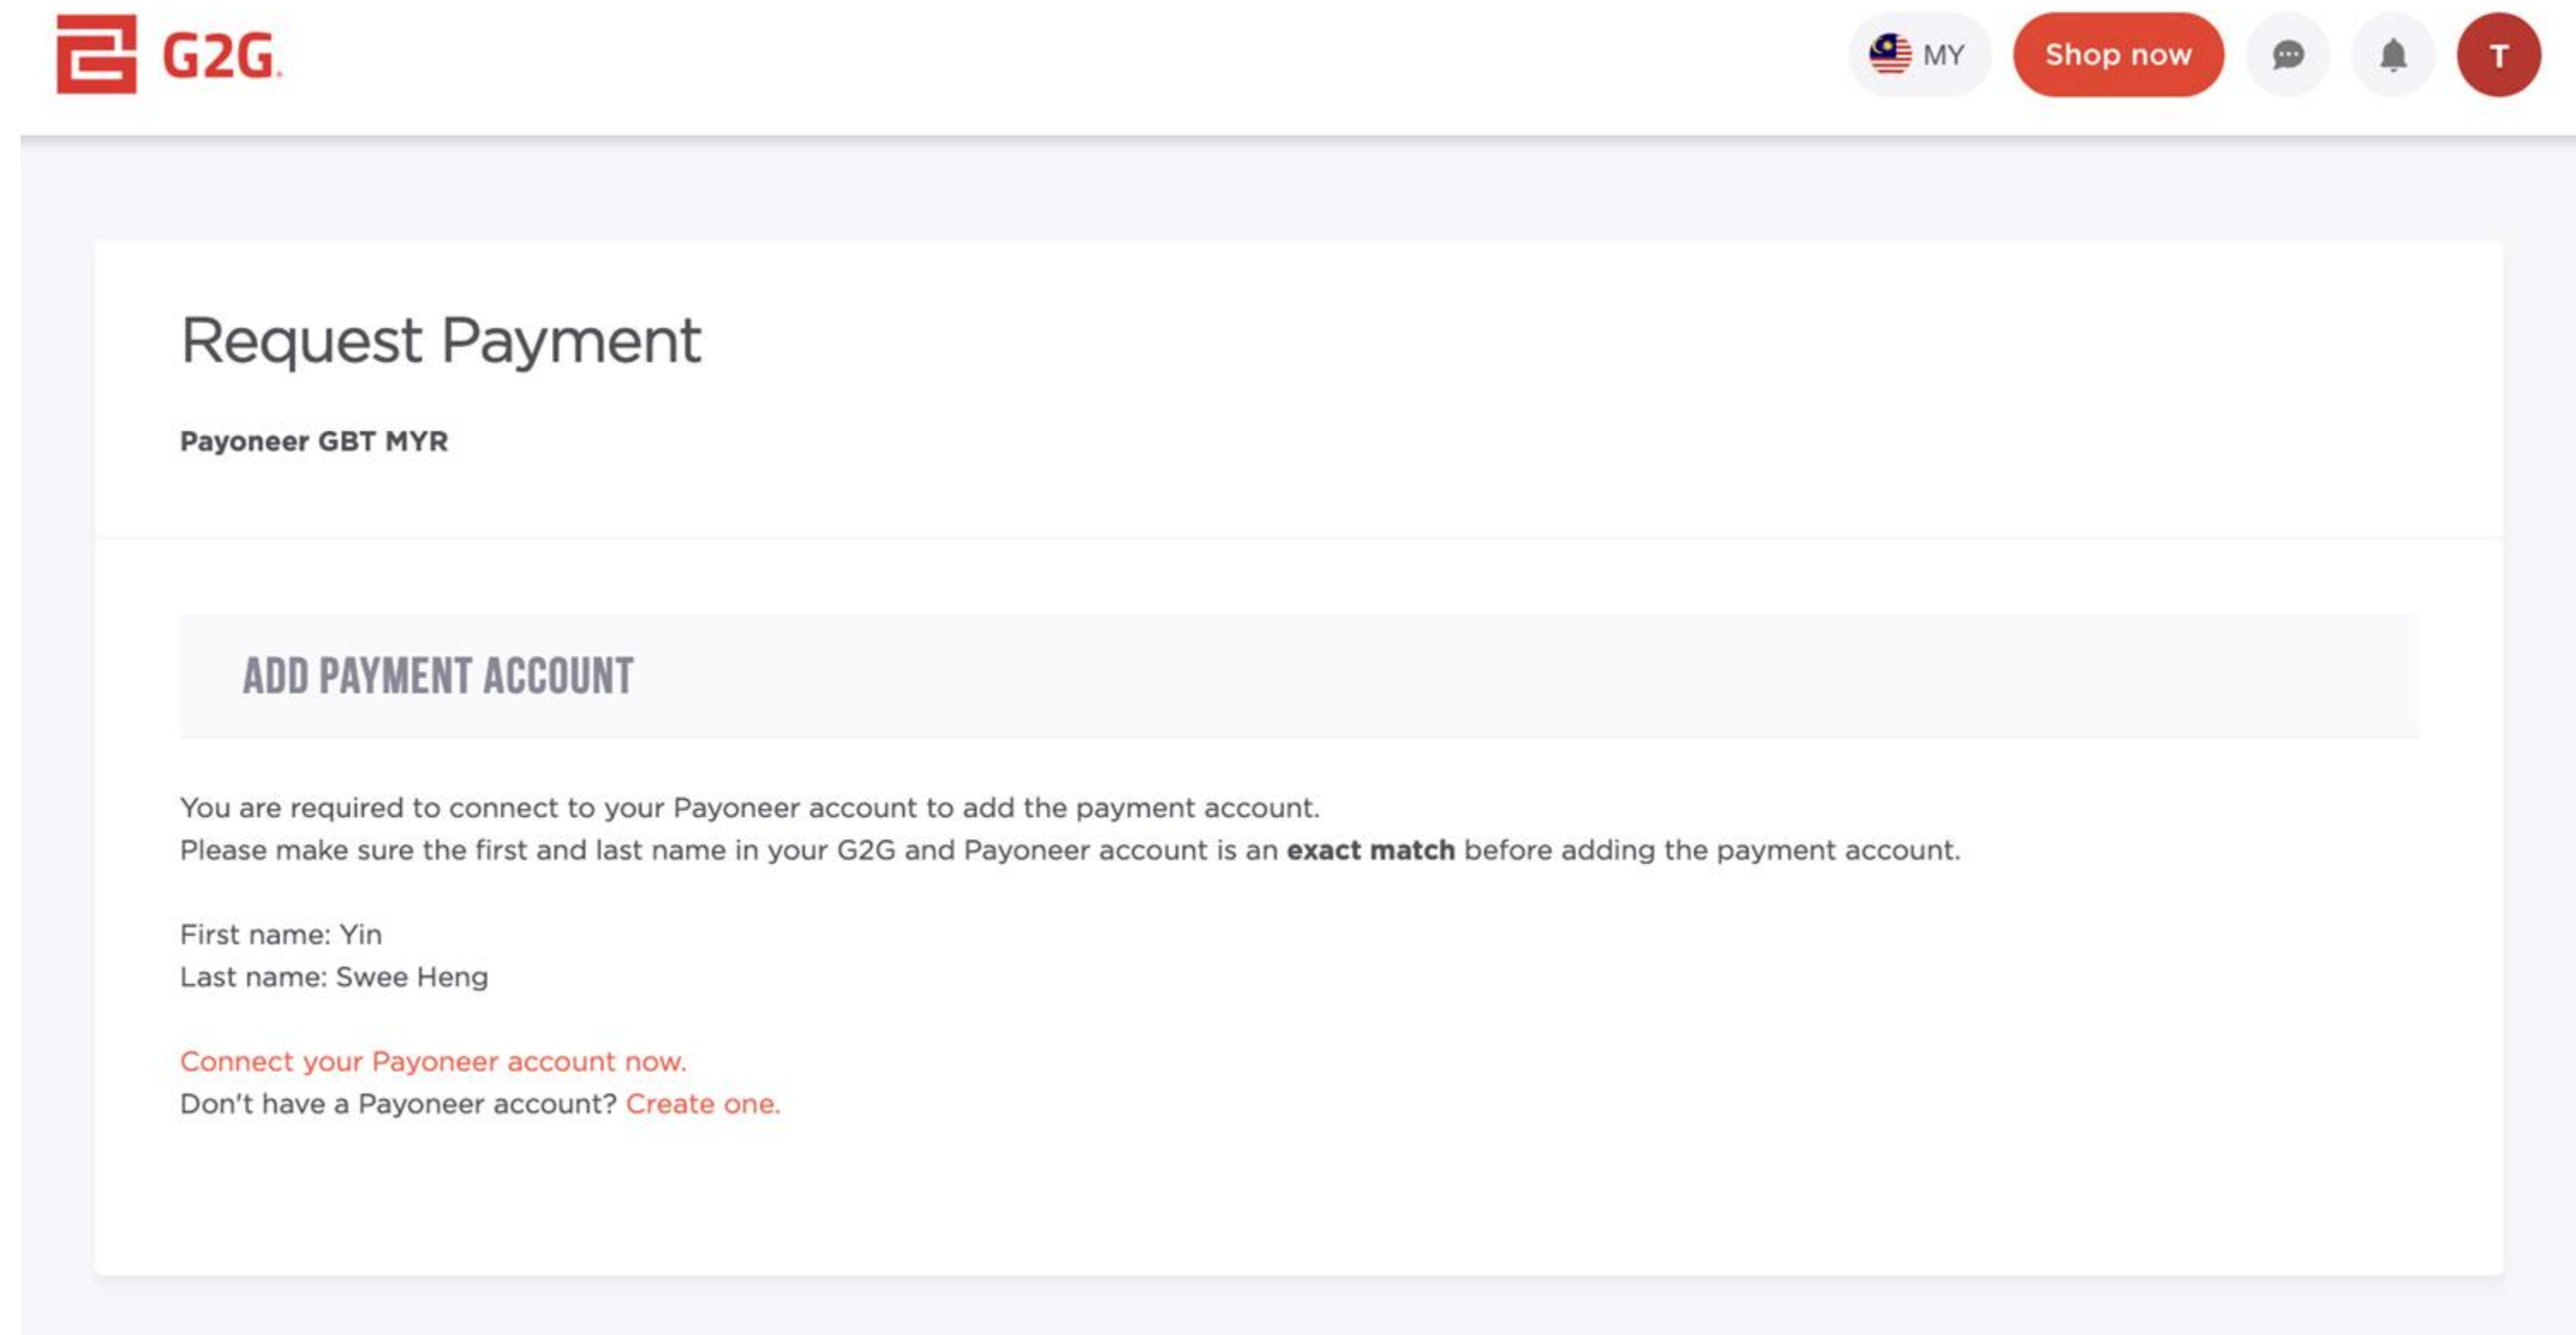 G2G.
MY
Shop now
T
Request Payment
Payoneer GBT MYR
ADD PAYMENT ACCOUNT
You are required to connect to your Payoneer account to add the payment account.
Please make sure the first and last name in your G2G and Payoneer account is an exact match before adding the payment account.
First name: Yin
Last name: Swee Heng
Connect your Payoneer account now.
Don't have a Payoneer account? Create one.